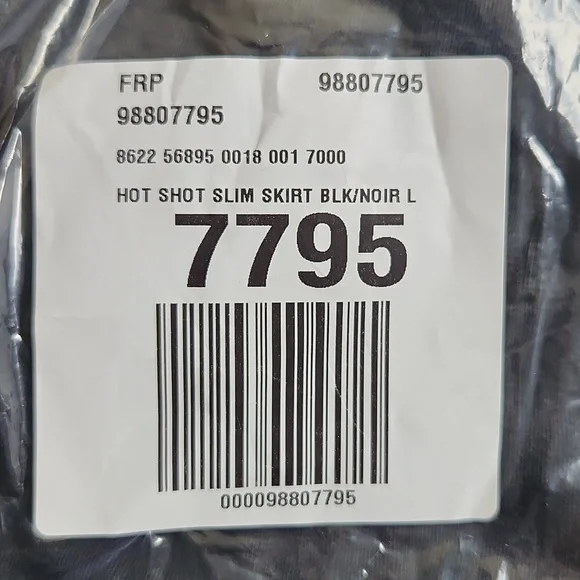 FRP 98807795
98807795
8622 56895 0018 001 7000
HOT SHOT SLIM SKIRT BLK/NOIR L
7795
000098807795